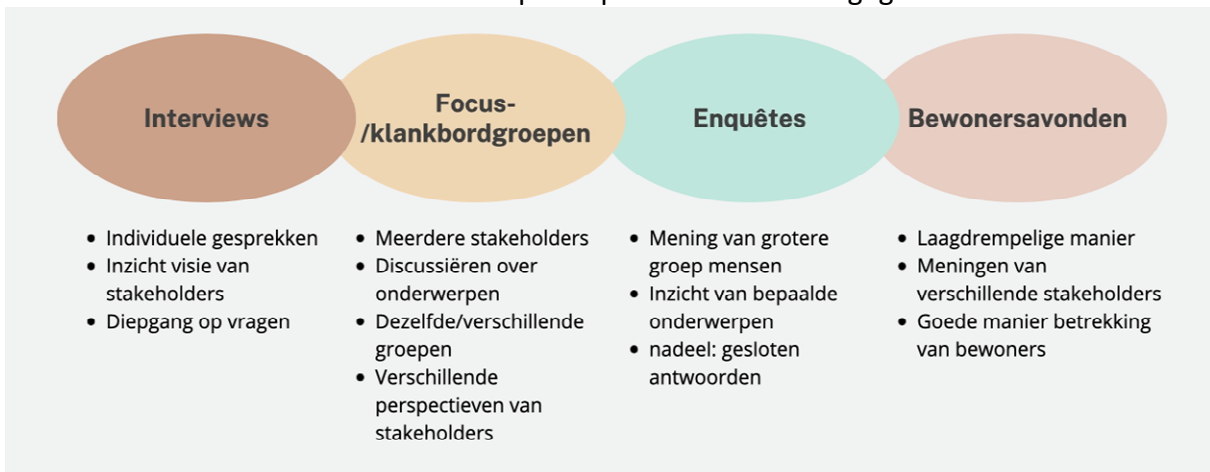 Interviews
Focus-
/klankbordgroepen
Enquêtes
Bewonersavonden
• Individuele gesprekken
• Inzicht visie van
stakeholders
• Diepgang op vragen
• Meerdere stakeholders
• Discussiëren over
onderwerpen
• Dezelfde/verschillende
groepen
• Verschillende
perspectieven van
stakeholders
• Mening van grotere
groep mensen
• Inzicht van bepaalde
onderwerpen
• nadeel: gesloten
antwoorden
• Laagdrempelige manier
• Meningen van
verschillende stakeholders
• Goede manier betrekking
van bewoners